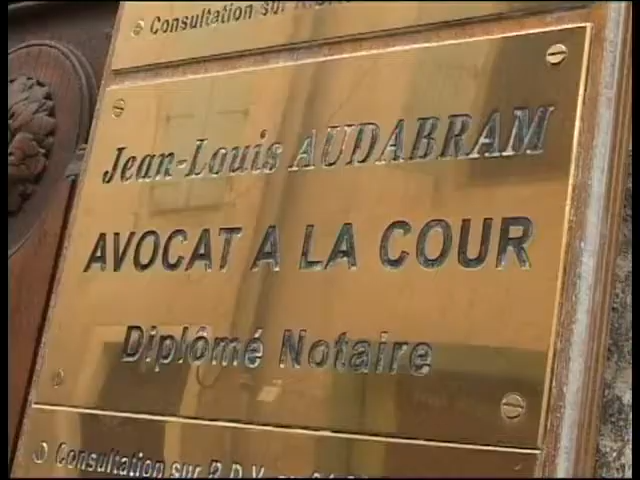 Consultation sur
Jean-Louis AUDABRAM
AVOCAT A LA COUR
Diplômé Notaire
Consultation sur R.D.V.